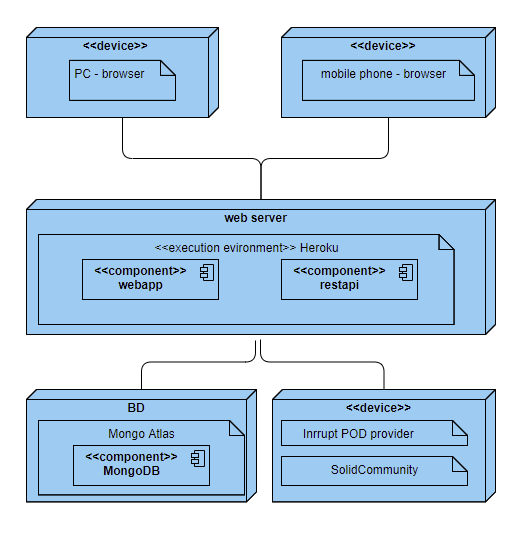 <<device>>
PC - browser
<<device>>
mobile phone - browser
web server
<<execution evironment>> Heroku
<<component>>
webapp
<<component>>
restapi
BD
Mongo Atlas
<<component>>
MongoDB
<<device>>
Inrrupt POD provider
SolidCommunity